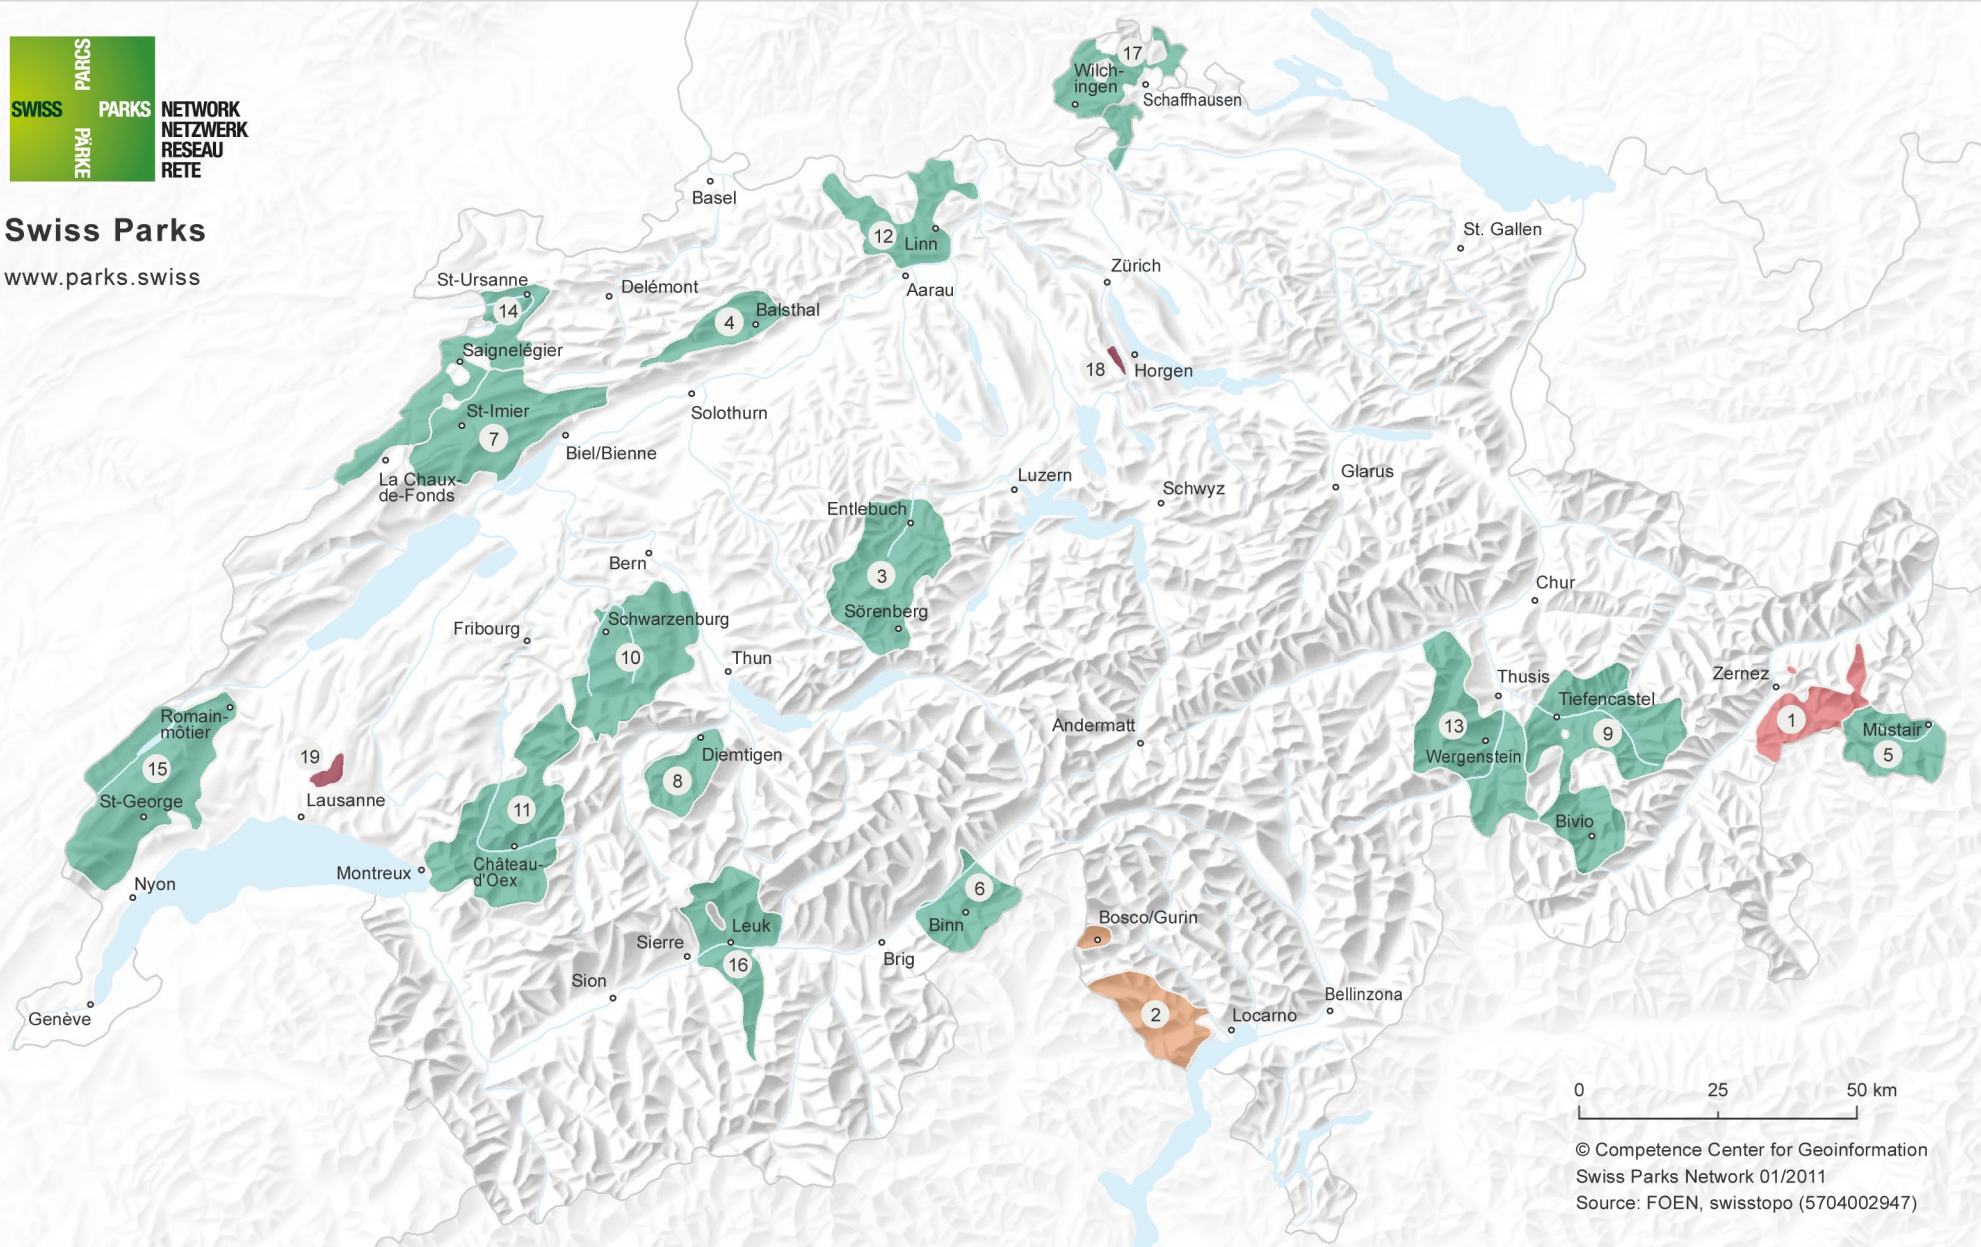 PARCS
SWISS PARKS
PÄRKE
NETWORK
NETZWERK
RESEAU
RETE
Swiss Parks
www.parks.swiss
17
Wilch-
ingen
Schaffhausen
Basel
12
Linn
Aarau
St. Gallen
Zürich
St-Ursanne
14
Delémont
4
Balsthal
Saignelégier
18
Horgen
St-Imier
7
Solothurn
Biel/Bienne
La Chaux-
de-Fonds
Luzern
Schwyz
Glarus
Entlebuch
3
Sörenberg
Bern
Chur
Fribourg
Schwarzenburg
10
Thun
Zernez
Thusis
Tiefencastel
Romain-
môtier
15
St-George
19
Lausanne
Andermatt
13
Wergenstein
9
1
Müstair
5
Diemtigen
8
11
Château-
d'Oex
Bivio
Montreux
Nyon
6
Binn
Leuk
Sierre
16
Brig
Bosco/Gurin
Sion
2
Locarno
Bellinzona
Genève
0 25 50 km
© Competence Center for Geoinformation
Swiss Parks Network 01/2011
Source: FOEN, swisstopo (5704002947)